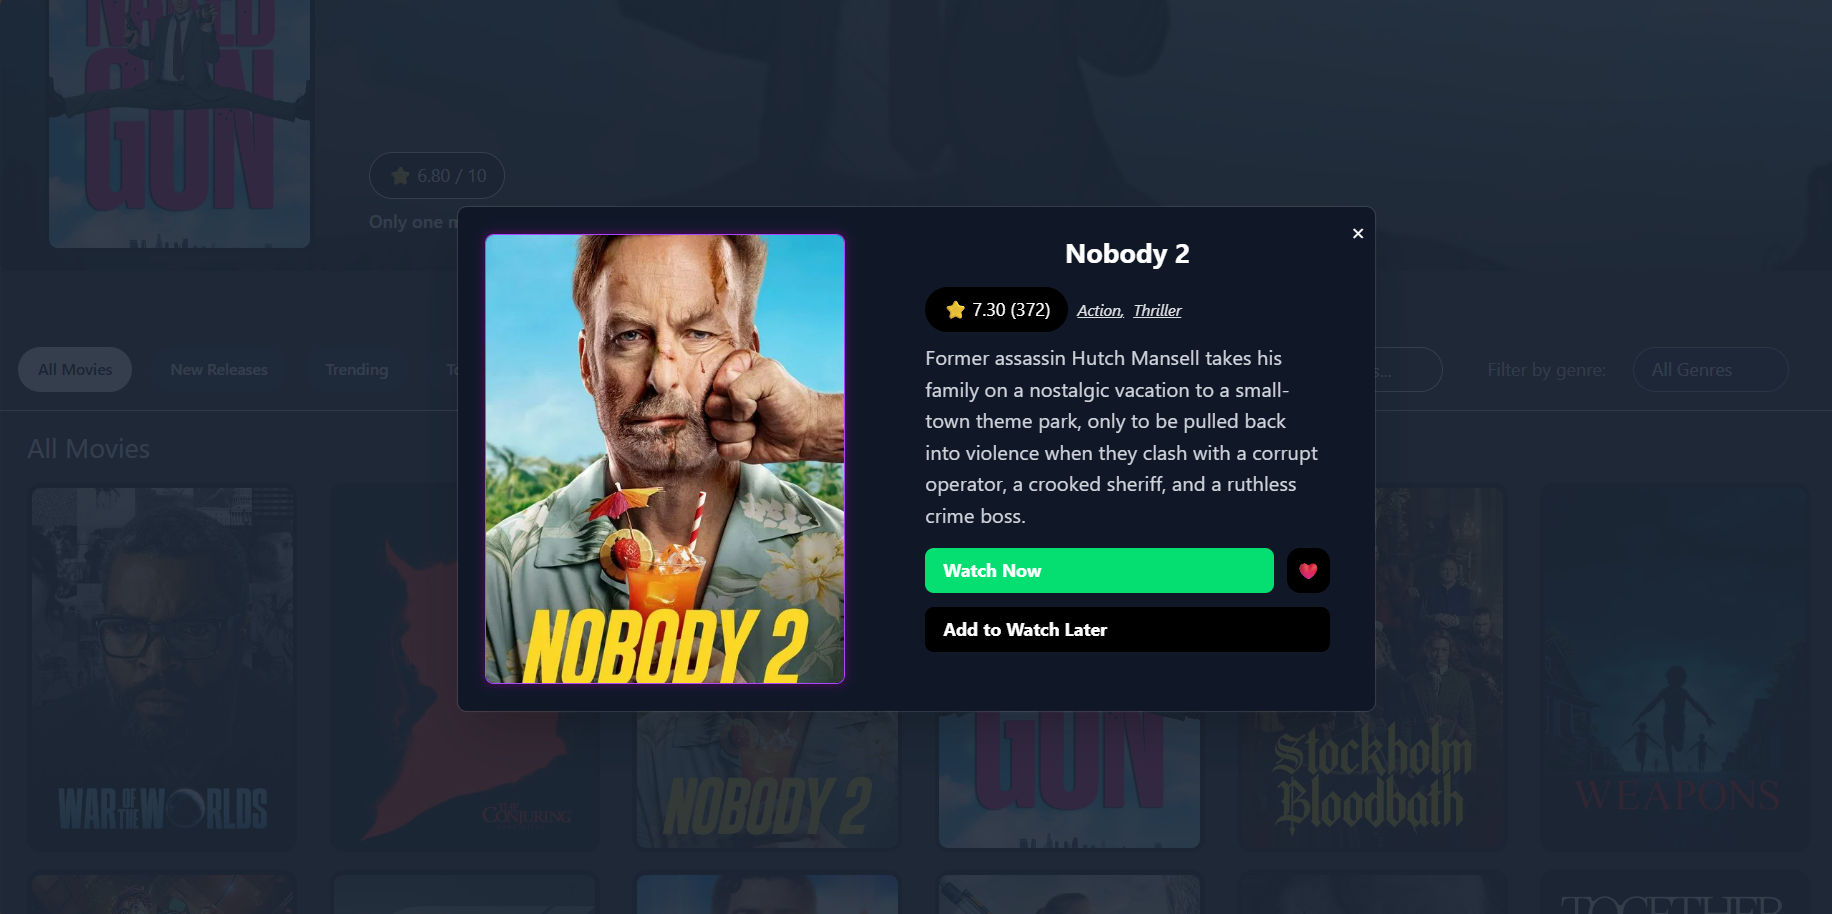 NAKED
GUN
6.80 / 10
Only one m
×
Nobody 2
7.30 (372)
Action, Thriller
Former assassin Hutch Mansell takes his
family on a nostalgic vacation to a small-
town theme park, only to be pulled back
into violence when they clash with a corrupt
operator, a crooked sheriff, and a ruthless
crime boss.
Watch Now
Add to Watch Later
NOBODY 2
All Movies
New Releases
Trending
To
s...
Filter by genre:
All Genres
All Movies
WAR OF THE WORLDS
THE
CONJURING
NOBODY 2
GUN
Stockholm
Bloodbath
WEAPONS
TOGETHER